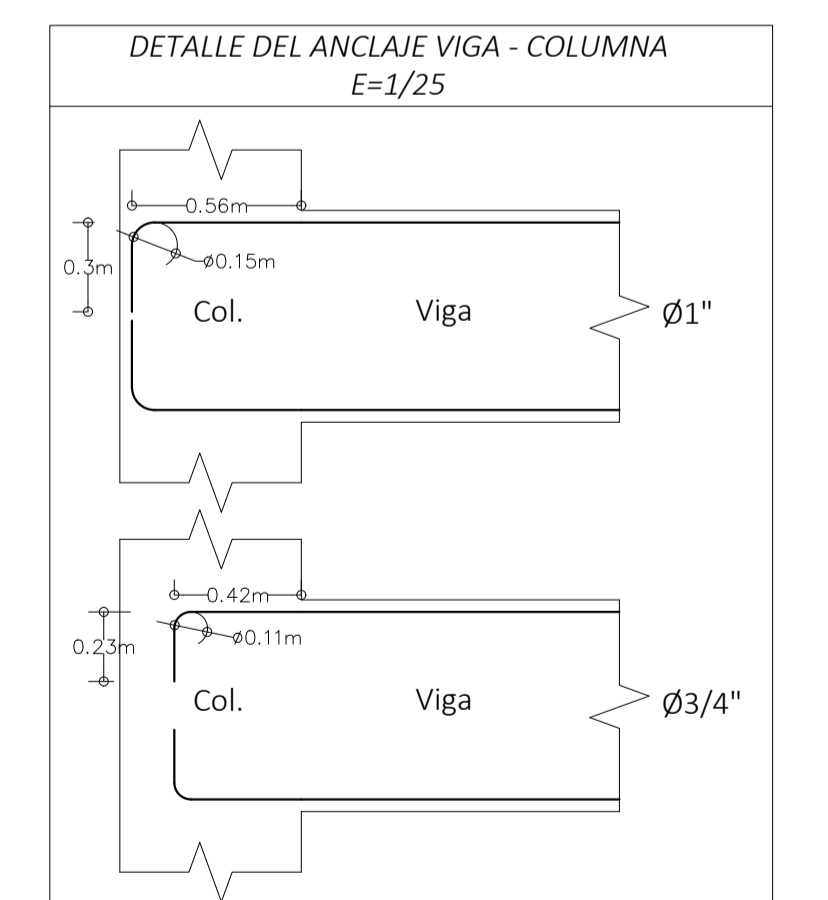 DETALLE DEL ANCLAJE VIGA - COLUMNA
E=1/25
0.56m
0.3m
ø0.15m
Col.
Viga
Ø1"
0.42m
0.23m
ø0.11m
Col.
Viga
Ø3/4"